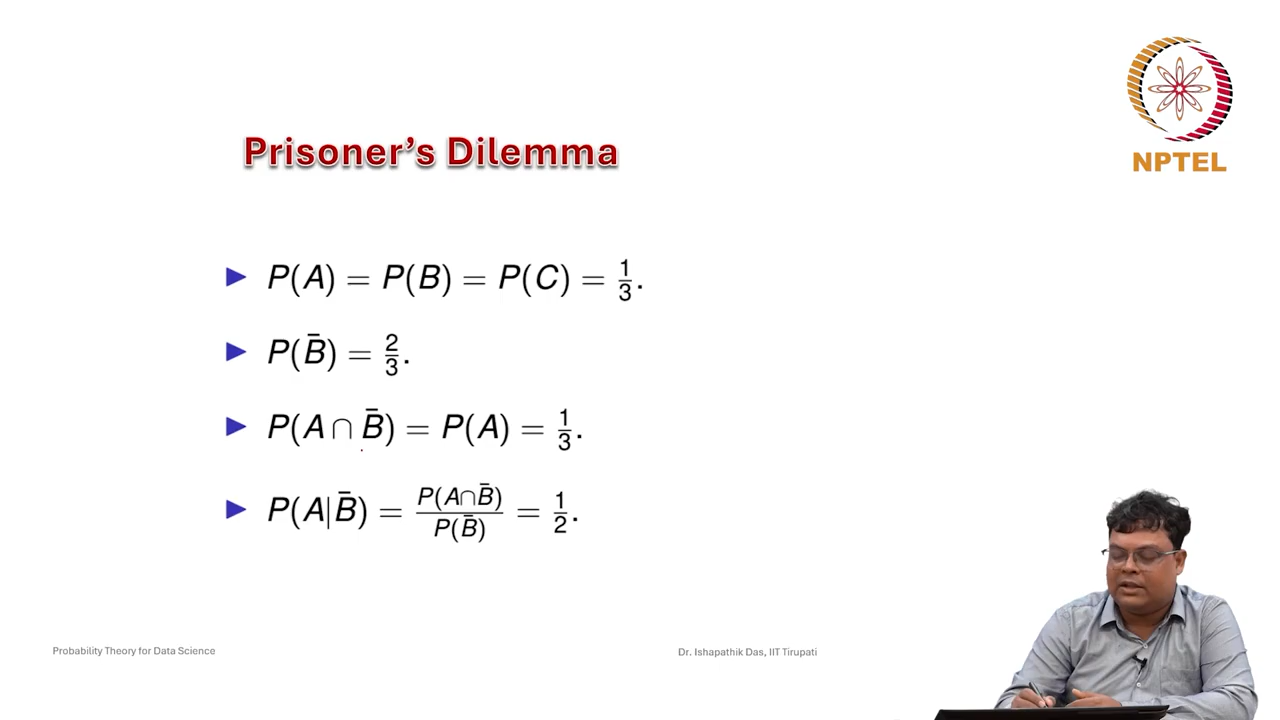 NPTEL
Prisoner's Dilemma
▶ P(A) = P(B) = P(C) = 1/3.
▶ P(B̄) = 2/3.
▶ P(A ∩ B̄) = P(A) = 1/3.
▶ P(A|B̄) = P(A∩B̄)/P(B̄) = 1/2.
Probability Theory for Data Science
Dr. Ishapathik Das, IIT Tirupati